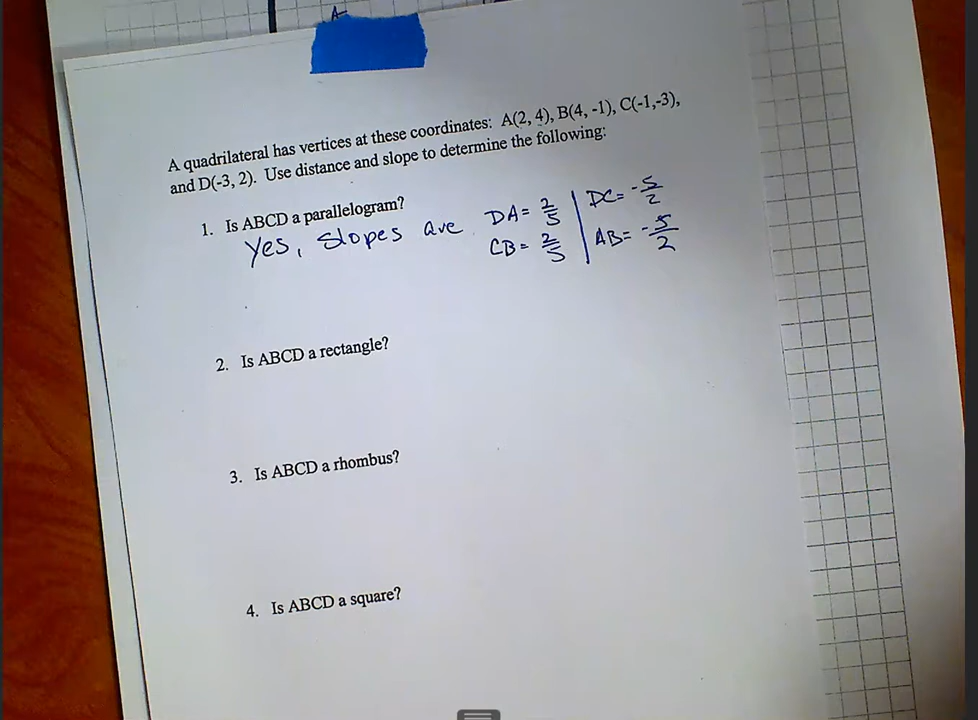 A
A quadrilateral has vertices at these coordinates: A(2, 4), B(4, -1), C(-1,-3),
and D(-3, 2). Use distance and slope to determine the following:
1. Is ABCD a parallelogram?
Yes, slopes are DA = 2/5 | DC = -5/2
CB = 2/5 | AB = -5/2
2. Is ABCD a rectangle?
3. Is ABCD a rhombus?
4. Is ABCD a square?